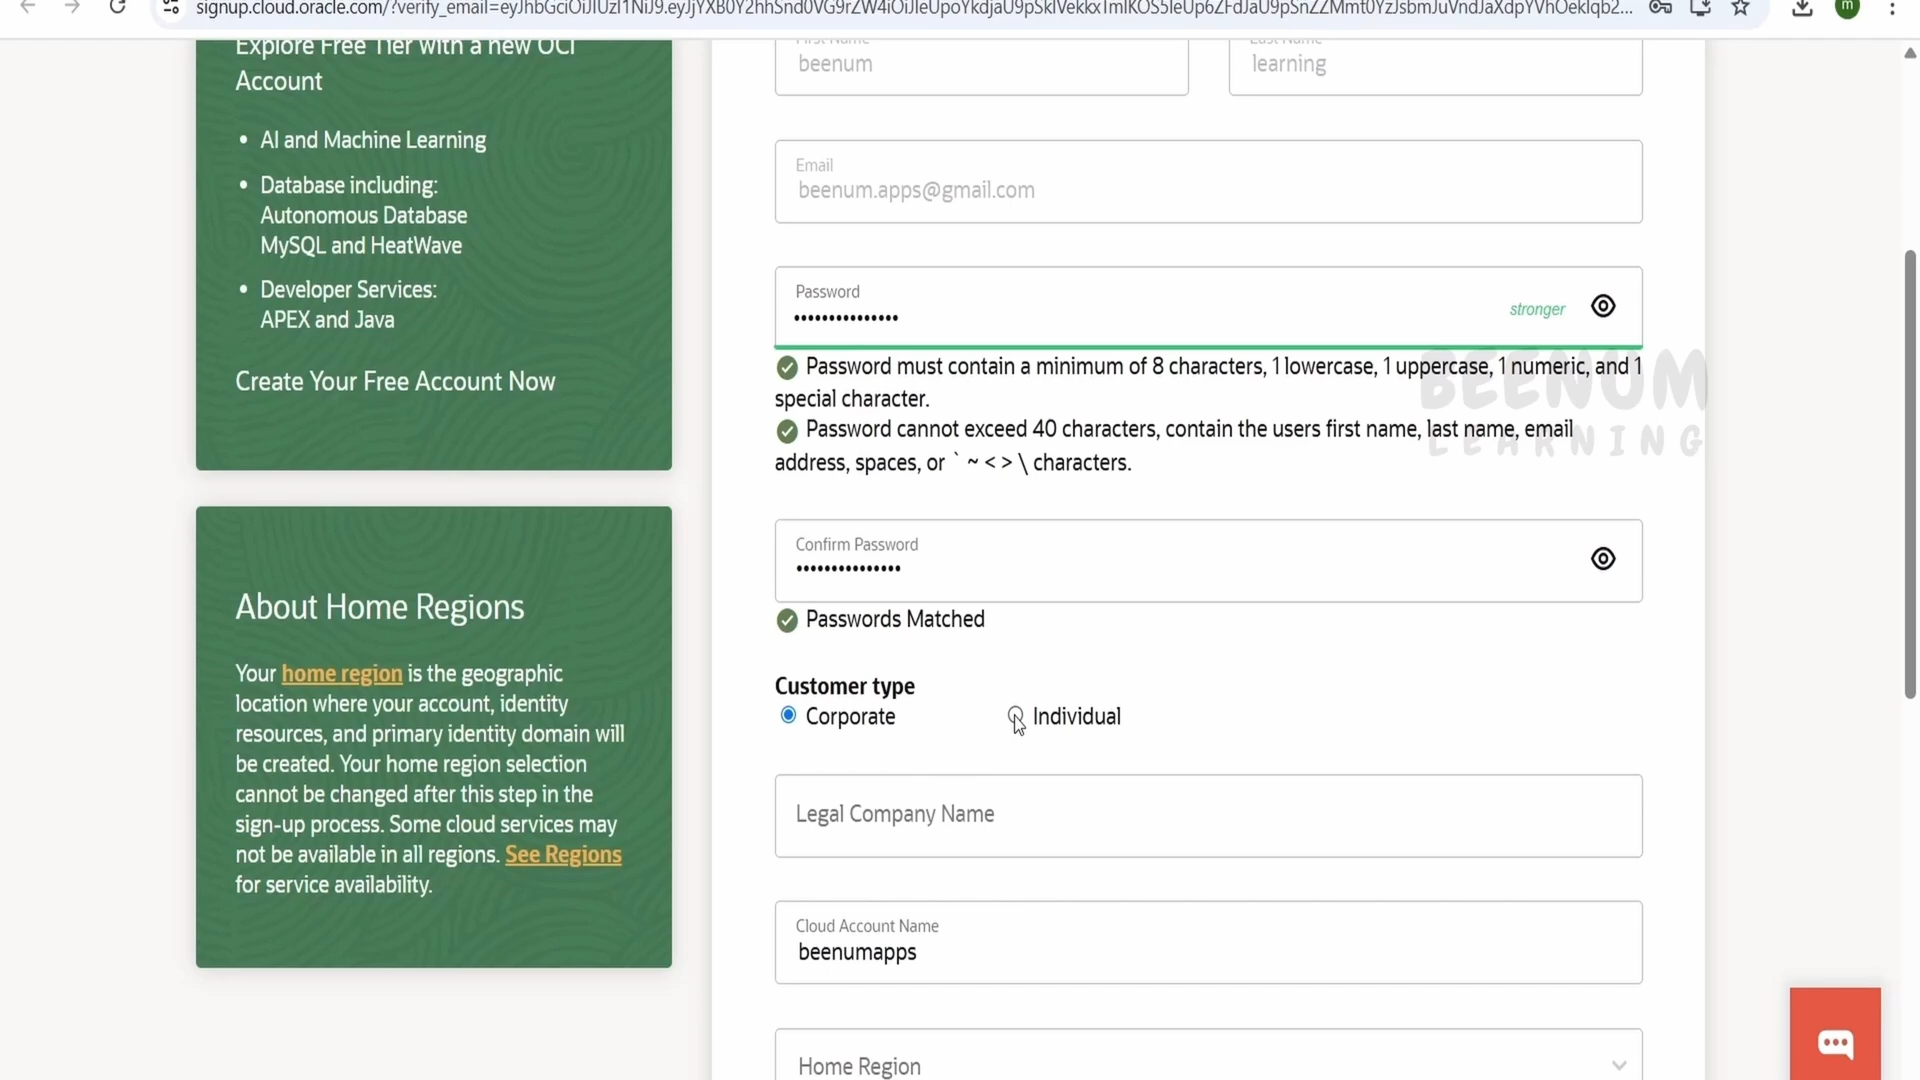 Explore Free Tier with a new OCI
Account
• AI and Machine Learning
• Database including:
Autonomous Database
MySQL and HeatWave
• Developer Services:
APEX and Java
Create Your Free Account Now
About Home Regions
Your home region is the geographic
location where your account, identity
resources, and primary identity domain will
be created. Your home region selection
cannot be changed after this step in the
sign-up process. Some cloud services may
not be available in all regions. See Regions
for service availability.
First Name
beenum
Last Name
learning
Email
beenum.apps@gmail.com
Password
•••••••••••••••
stronger
Password must contain a minimum of 8 characters, 1 lowercase, 1 uppercase, 1 numeric, and 1
special character.
Password cannot exceed 40 characters, contain the users first name, last name, email
address, spaces, or ` ~ < > \ characters.
BEENUM
LEARNING
Confirm Password
•••••••••••••••
Passwords Matched
Customer type
Corporate
Individual
Legal Company Name
Cloud Account Name
beenumapps
Home Region
m